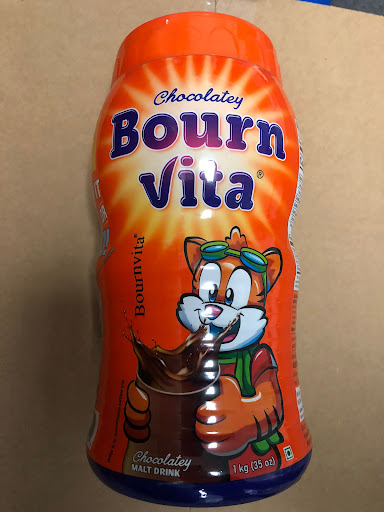 Chocolatey
Bourn
Vita®
Bournvita®
Chocolatey
MALT DRINK
1 kg (35 oz)